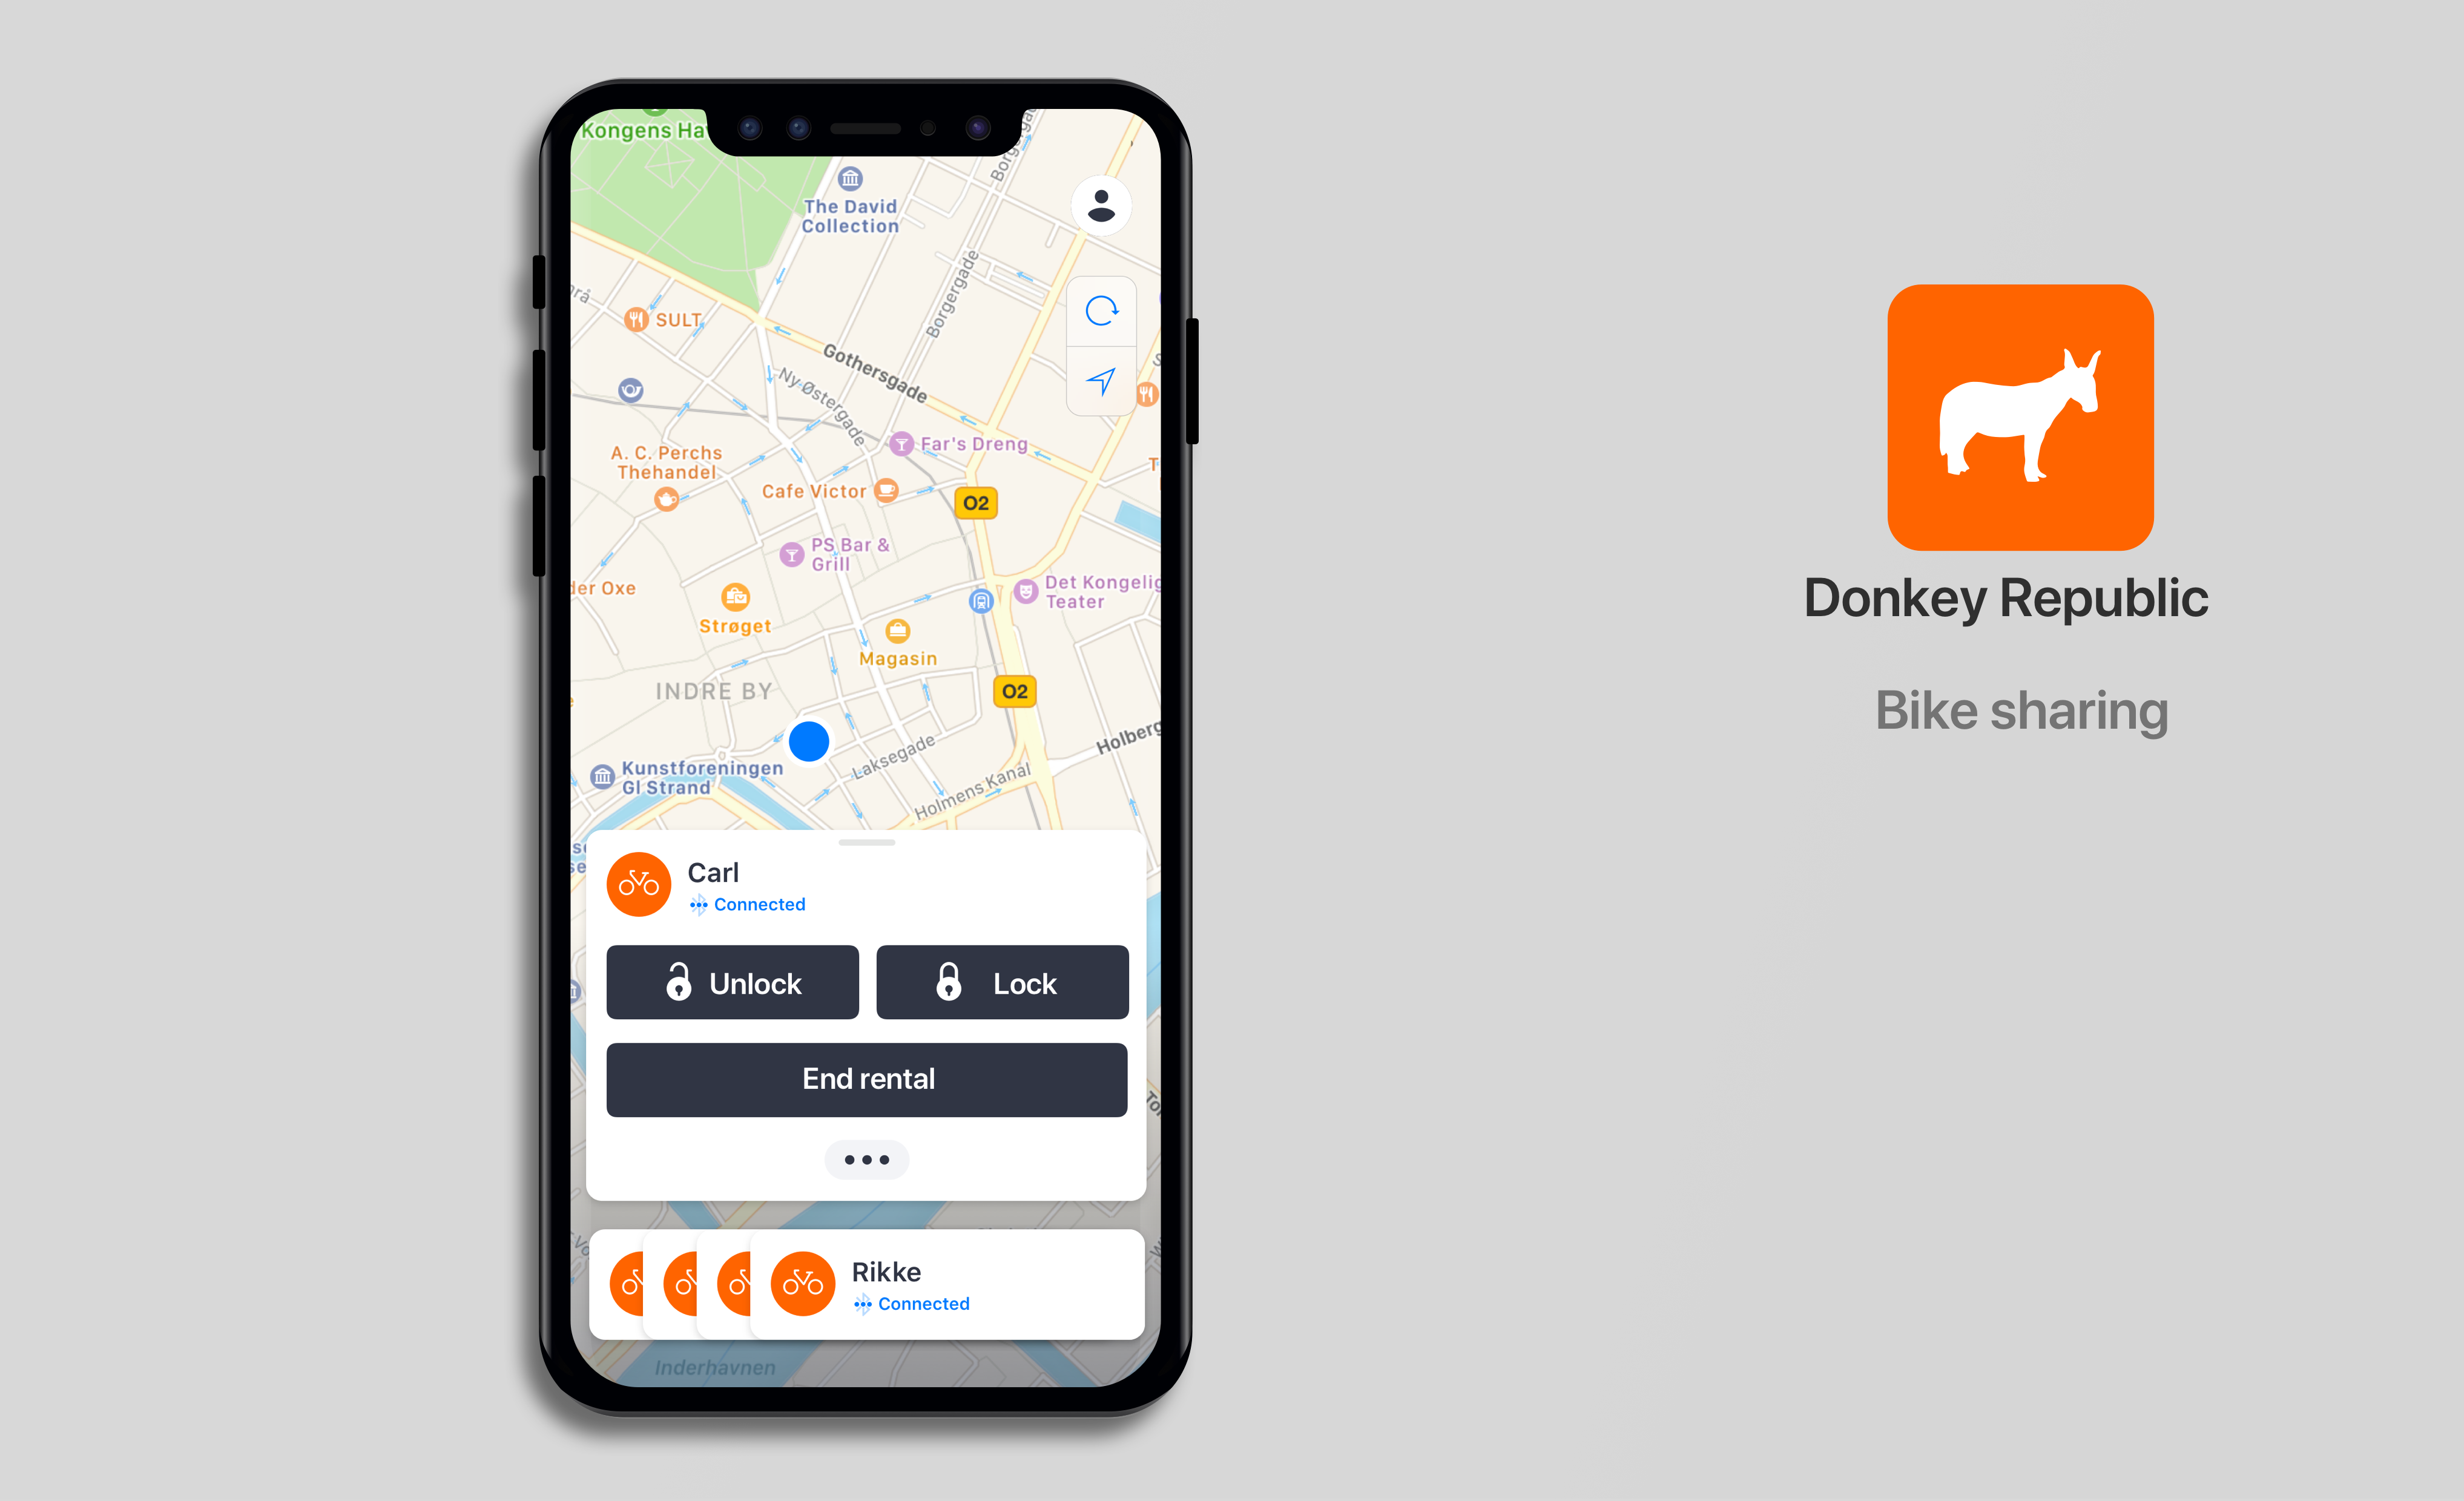 Kongens Ha
The David
Collection
Borgergad
Borgergade
SULT
Gothersgade
Ny Østergade
Far's Dreng
A. C. Perchs
Thehandel
Cafe Victor
O2
PS Bar &
Grill
der Oxe
Det Kongelig
Teater
Strøget
Magasin
INDRE BY
O2
Holberg
Laksegade
Kunstforeningen
Gl Strand
Holmens Kanal
Carl
Connected
Unlock
Lock
End rental
Rikke
Connected
Inderhavnen
Donkey Republic
Bike sharing